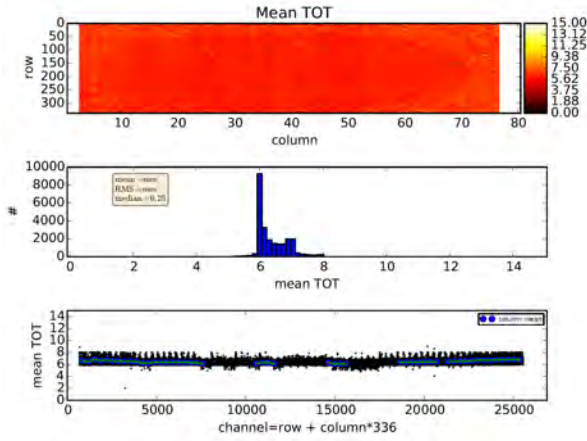 Mean TOT
0
50
100
150
200
250
300
row
10 20 30 40 50 60 70 80
column
15.00
13.12
11.25
9.38
7.50
5.62
3.75
1.88
0.00
10000
8000
6000
4000
2000
0
#
mean =nan
RMS =nan
median =6.25
0 2 4 6 8 10 12 14
mean TOT
14
12
10
8
6
4
2
0
mean TOT
column mean
0 5000 10000 15000 20000 25000
channel=row + column*336